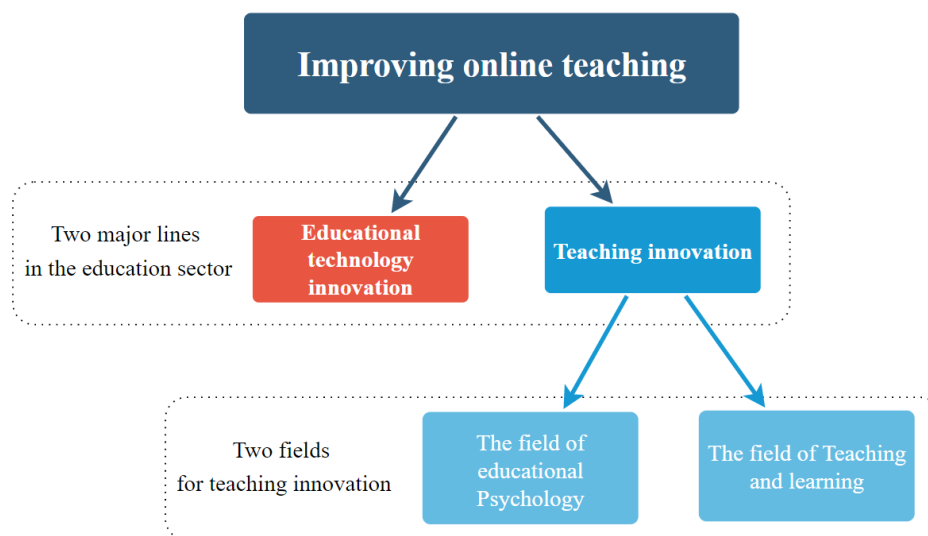 Improving online teaching
Two major lines
in the education sector
Educational
technology
innovation
Teaching innovation
Two fields
for teaching innovation
The field of
educational
Psychology
The field of Teaching
and learning